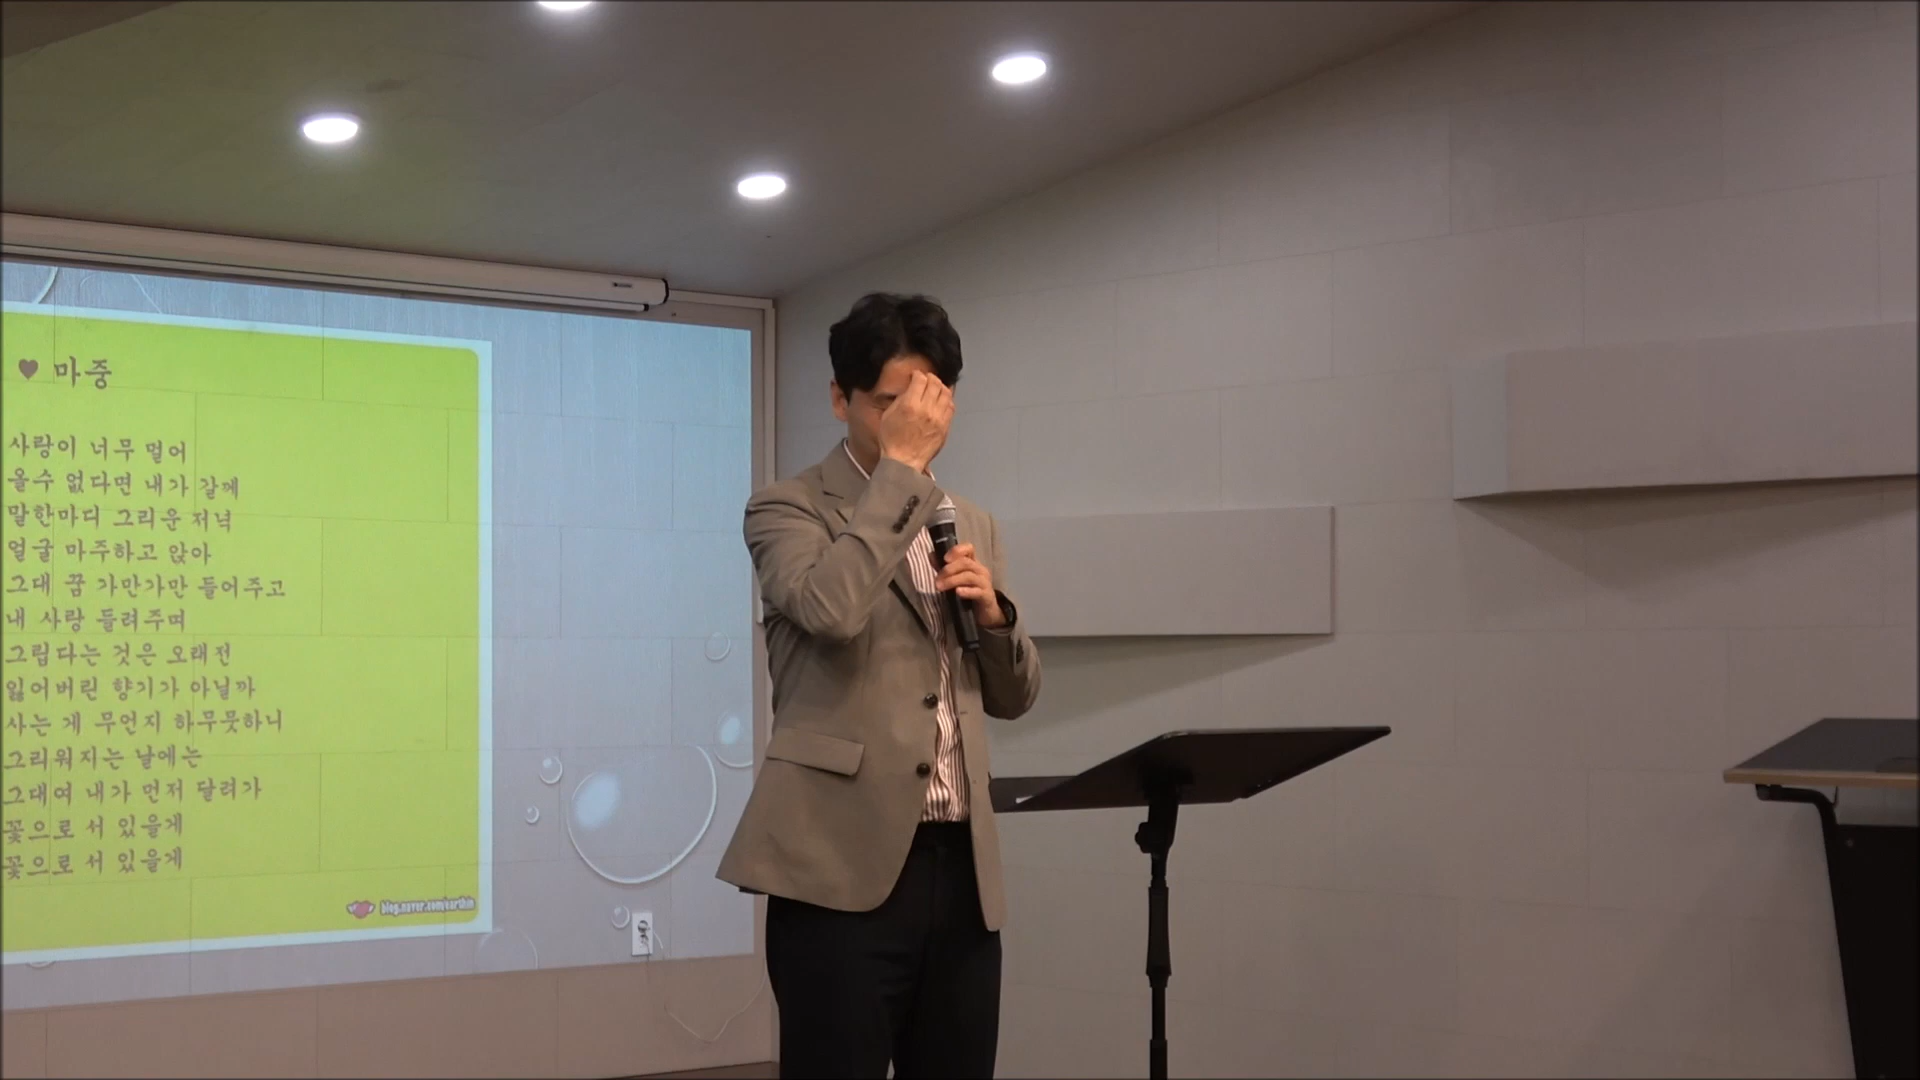 ♥ 마중
사랑이 너무 멀어
올수 없다면 내가 갈께
말한마디 그리운 저녁
얼굴 마주하고 앉아
그대 꿈 가만가만 들어주고
내 사랑 들려주며
그립다는 것은 오래전
잃어버린 향기가 아닐까
사는 게 무언지 하무뭇하니
그리워지는 날에는
그대여 내가 먼저 달려가
꽃으로 서 있을게
꽃으로 서 있을게